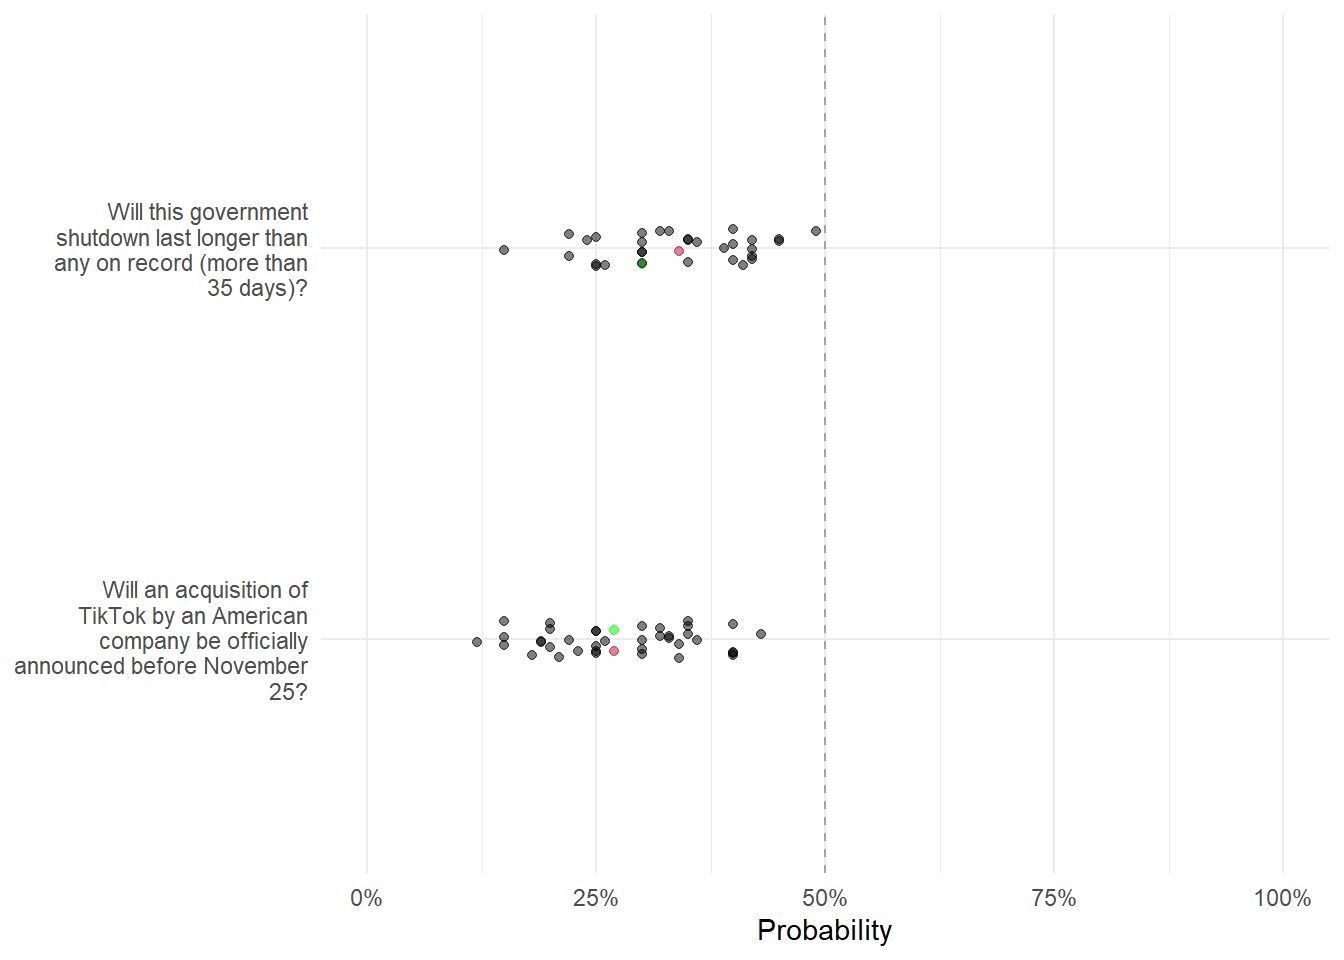 Will this government
shutdown last longer than
any on record (more than
35 days)?
Will an acquisition of
TikTok by an American
company be officially
announced before November
25?
0%
25%
50%
75%
100%
Probability